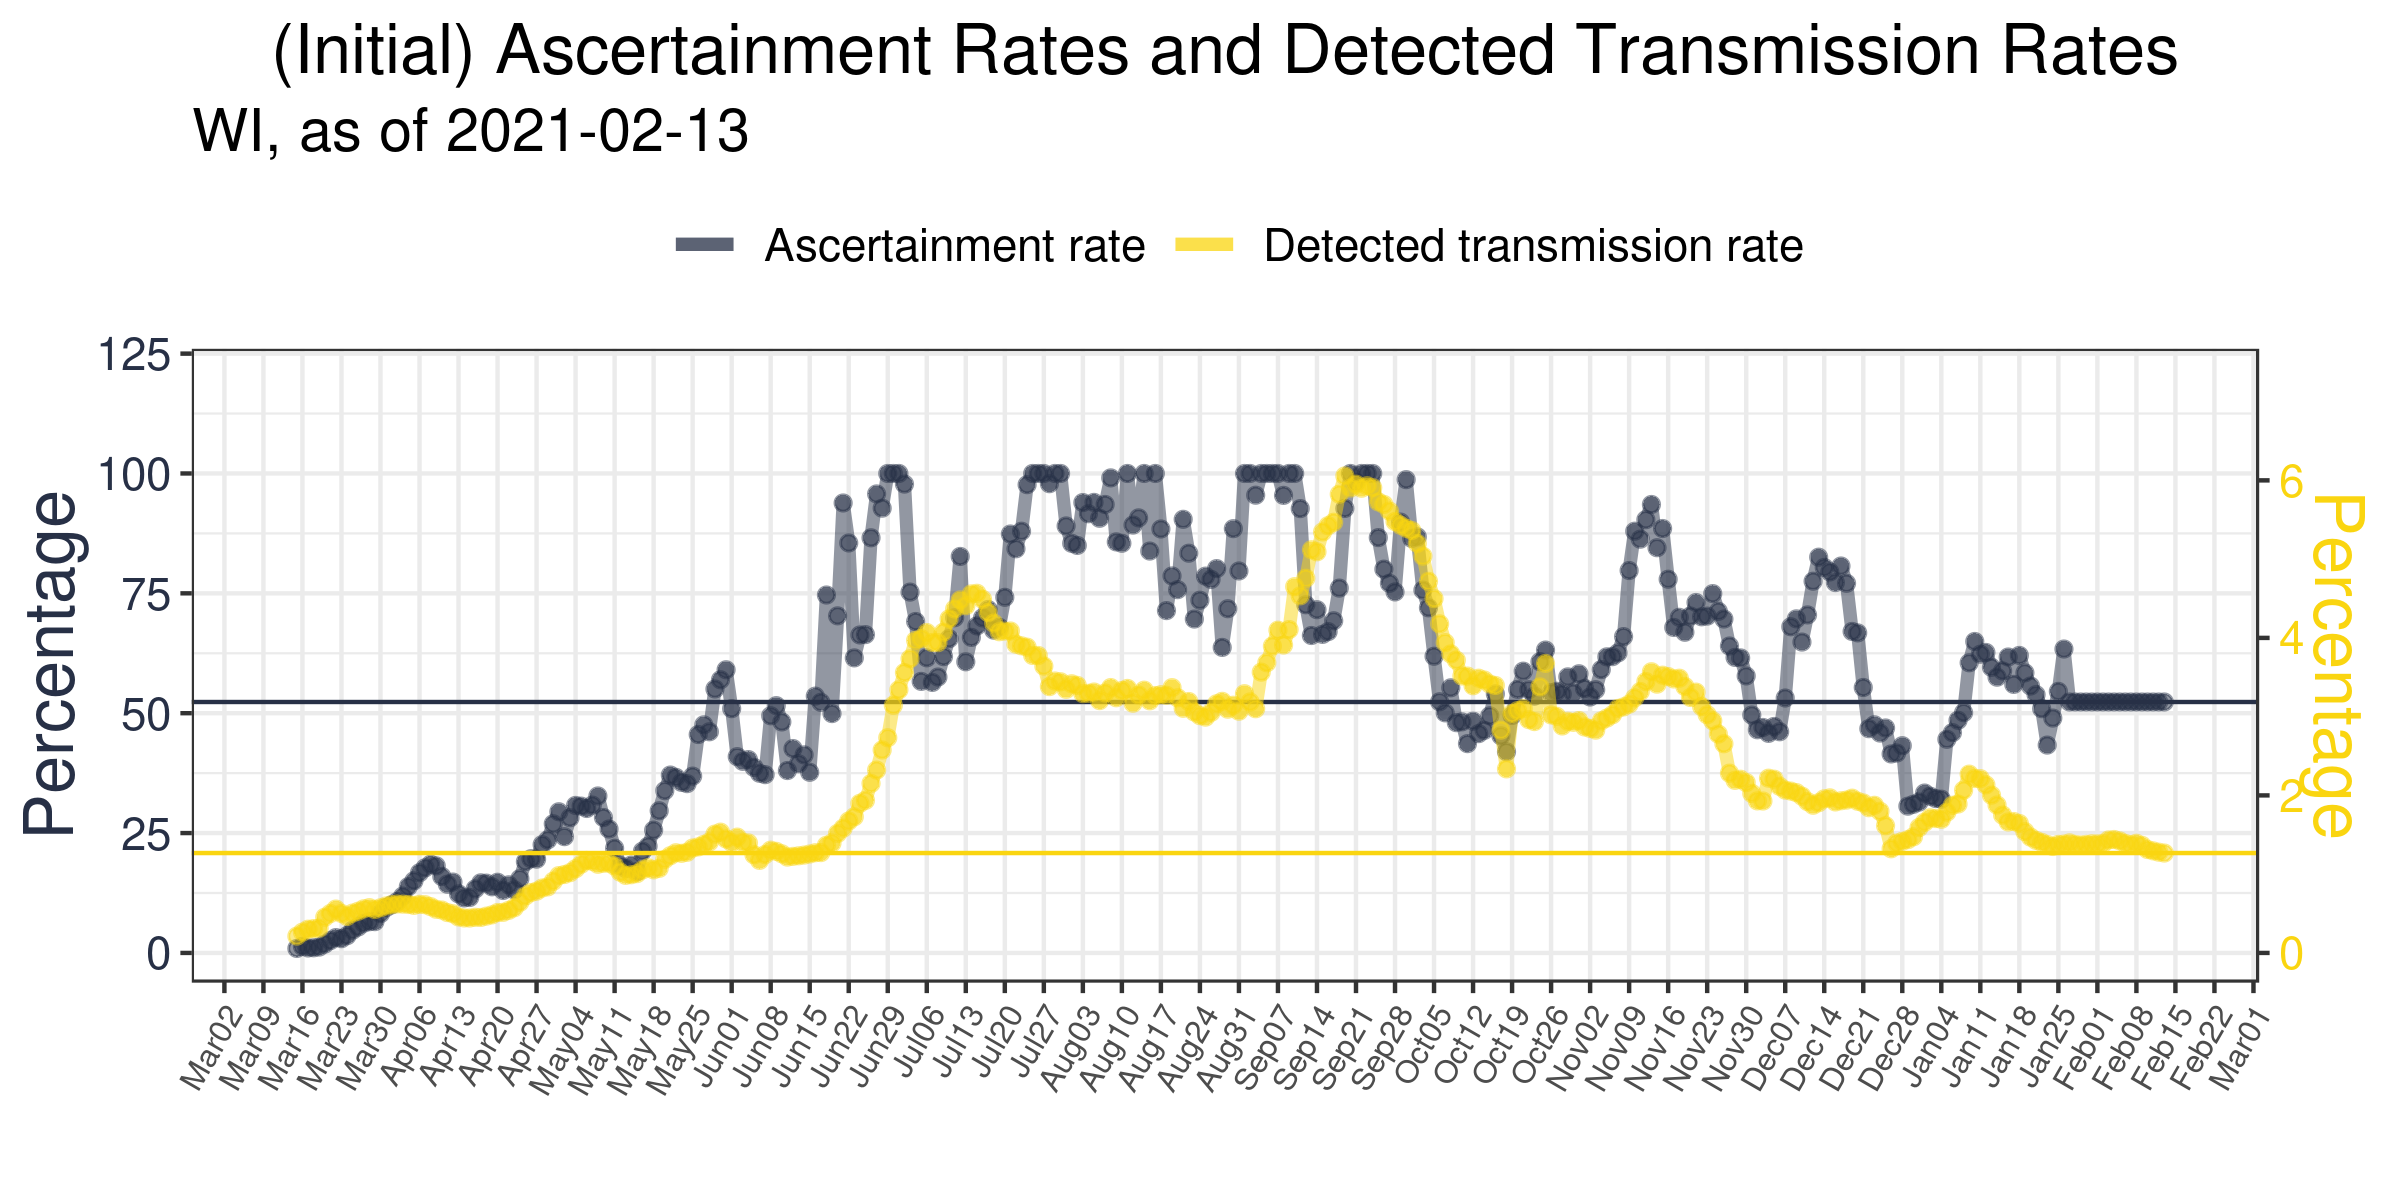 (Initial) Ascertainment Rates and Detected Transmission Rates
WI, as of 2021-02-13
Ascertainment rate
Detected transmission rate
Percentage
125
100
75
50
25
0
6
4
2
0
Percentage
Mar02
Mar09
Mar16
Mar23
Mar30
Apr06
Apr13
Apr20
Apr27
May04
May11
May18
May25
Jun01
Jun08
Jun15
Jun22
Jun29
Jul06
Jul13
Jul20
Jul27
Aug03
Aug10
Aug17
Aug24
Aug31
Sep07
Sep14
Sep21
Sep28
Oct05
Oct12
Oct19
Oct26
Nov02
Nov09
Nov16
Nov23
Nov30
Dec07
Dec14
Dec21
Dec28
Jan04
Jan11
Jan18
Jan25
Feb01
Feb08
Feb15
Feb22
Mar01